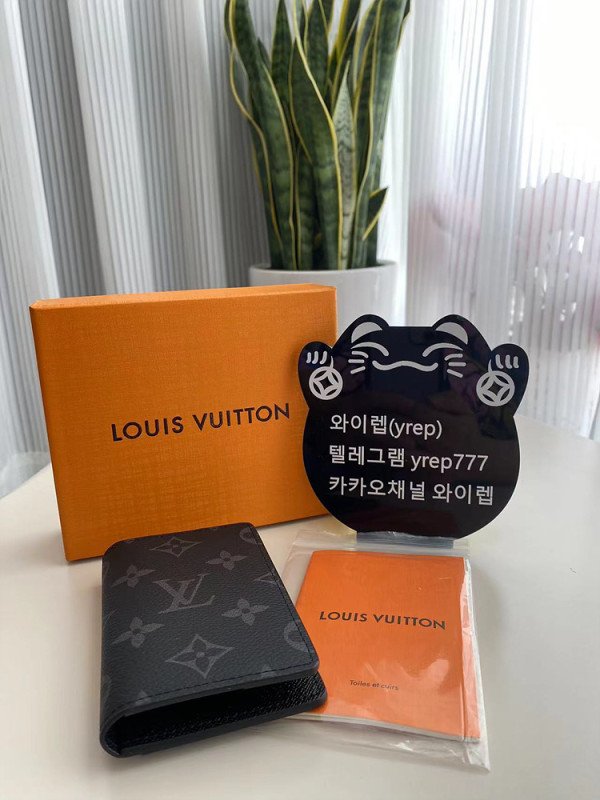 LOUIS VUITTON
와이렙(yrep)
텔레그램 yrep777
카카오채널 와이렙
LV
LOUIS VUITTON
Toiles et cuirs